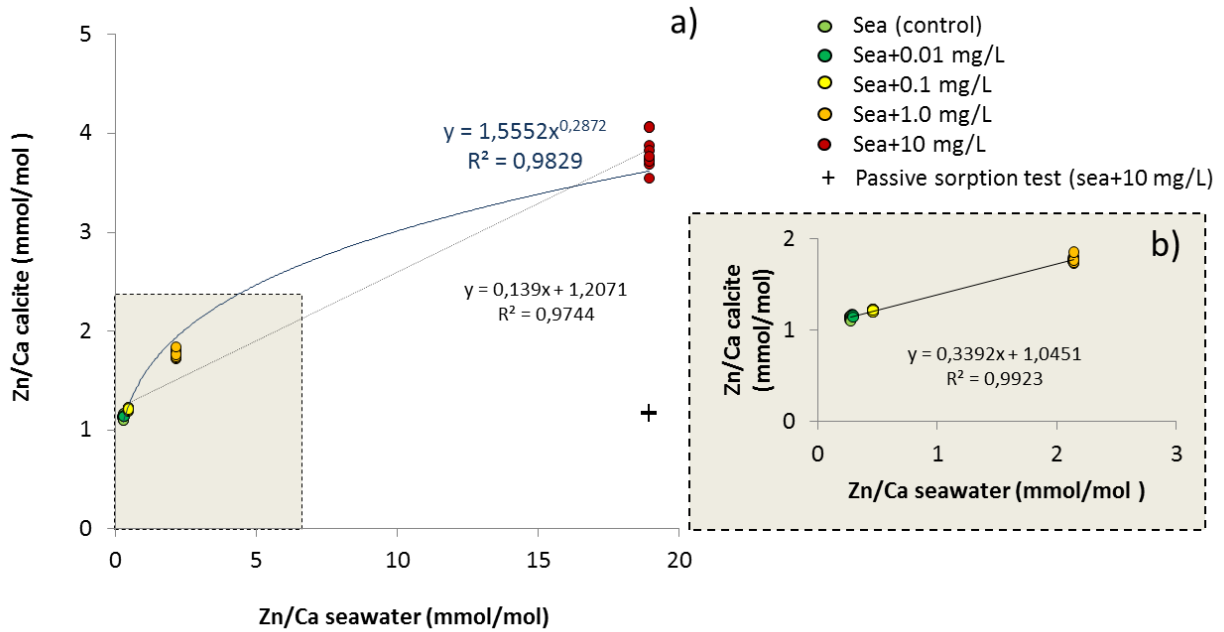 a)
Sea (control)
Sea+0.01 mg/L
Sea+0.1 mg/L
Sea+1.0 mg/L
Sea+10 mg/L
+ Passive sorption test (sea+10 mg/L)
Zn/Ca calcite (mmol/mol )
5
4
3
2
1
0
y = 1,5552x^0,2872
R² = 0,9829
y = 0,139x + 1,2071
R² = 0,9744
0 5 10 15 20
Zn/Ca seawater (mmol/mol)
b)
Zn/Ca calcite
(mmol/mol)
2
1
0
y = 0,3392x + 1,0451
R² = 0,9923
0 1 2 3
Zn/Ca seawater (mmol/mol )